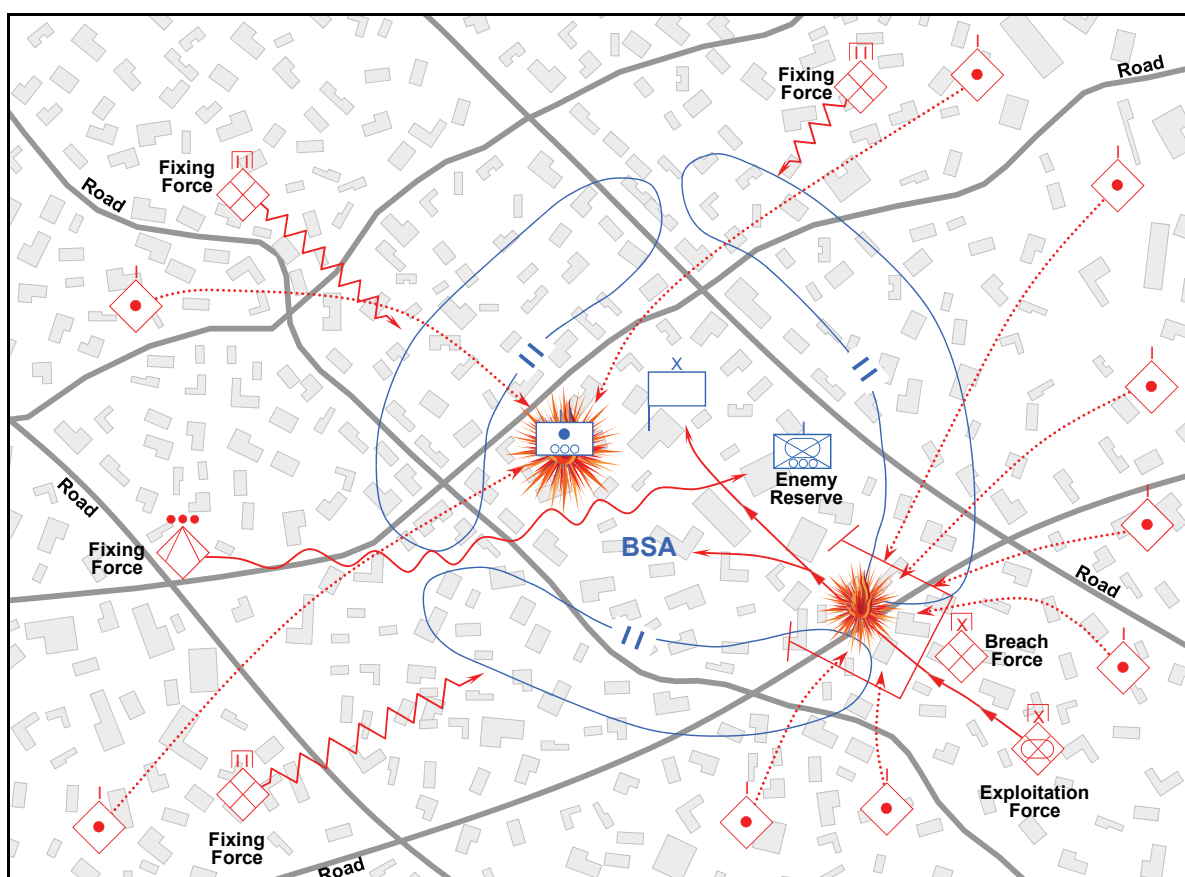 Fixing
Force
Road
Fixing
Force
Road
X
Enemy
Reserve
Road
Fixing
Force
BSA
Road
X
Breach
Force
X
Exploitation
Force
Fixing
Force
Road